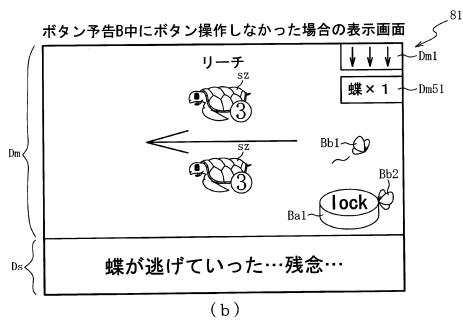 ボタン予告B中にボタン操作しなかった場合の表示画面
81
リーチ
↓ ↓ ↓
Dm1
蝶×1
Dm51
sz
3
Dm
sz
3
Bb1
Bb2
lock
Ba1
Ds
蝶が逃げていった…残念…
(b)